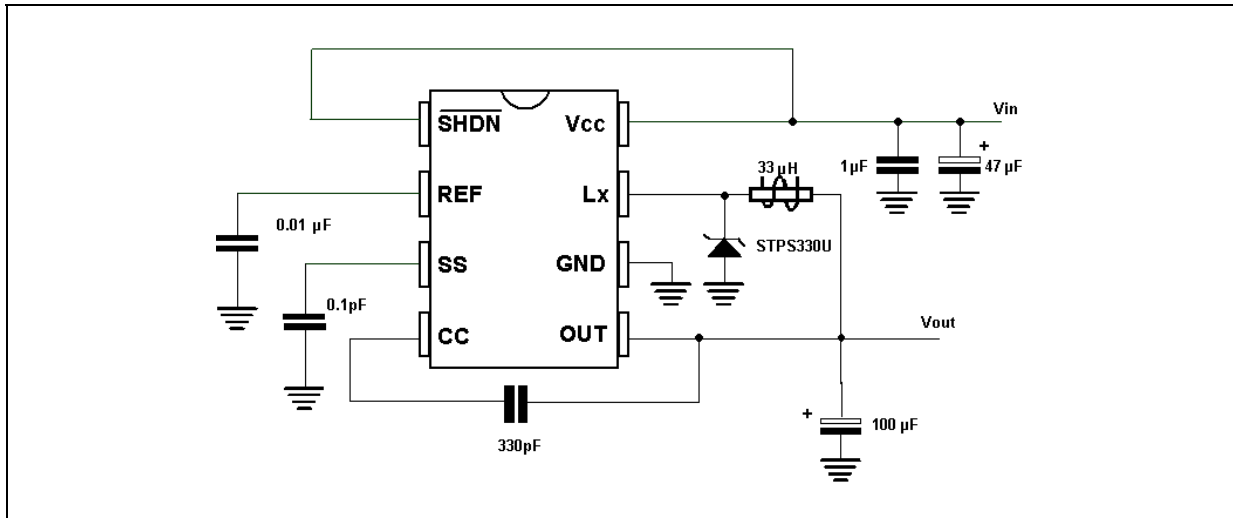 SHDN
Vcc
Vin
1µF
+
47 µF
33 µH
REF
Lx
0.01 µF
STPS330U
SS
GND
0.1pF
CC
OUT
Vout
330pF
+
100 µF